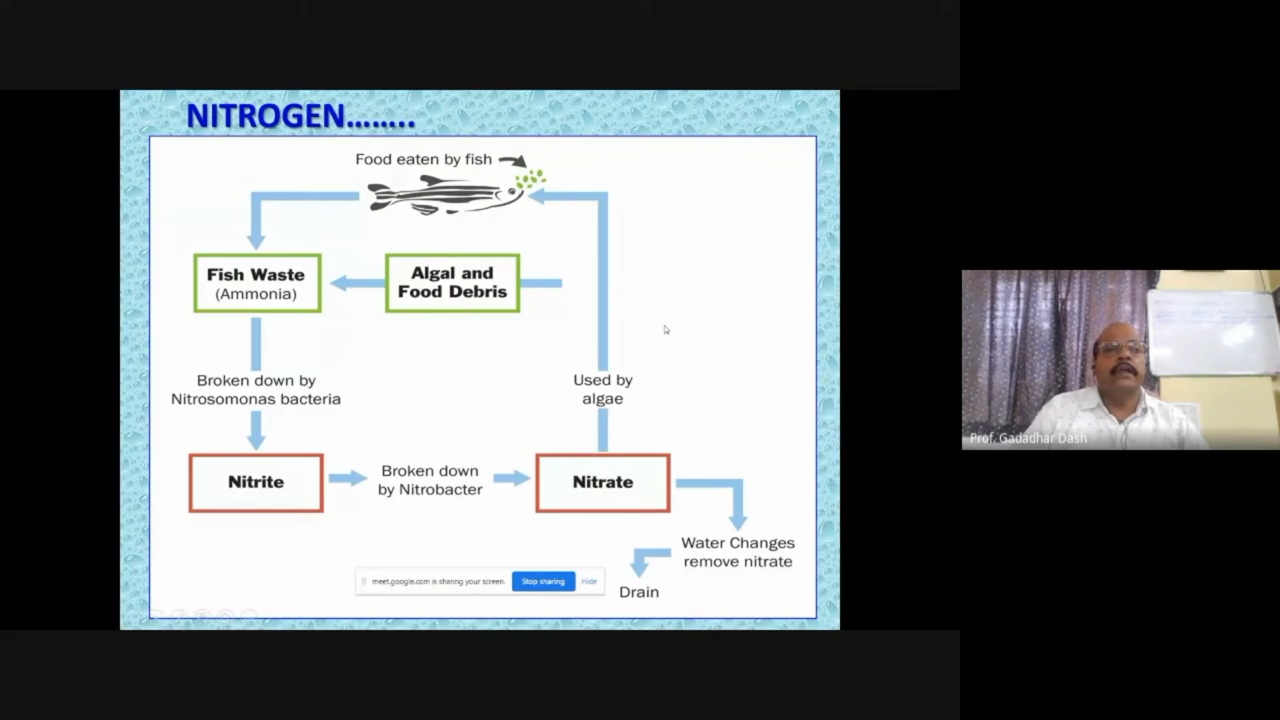 NITROGEN........
Food eaten by fish
Fish Waste
(Ammonia)
Algal and
Food Debris
Broken down by
Nitrosomonas bacteria
Used by
algae
Nitrite
Broken down
by Nitrobacter
Nitrate
Water Changes
remove nitrate
Drain
meet.google.com is sharing your screen.
Stop sharing
Hide
Prof. Gadadhar Dash